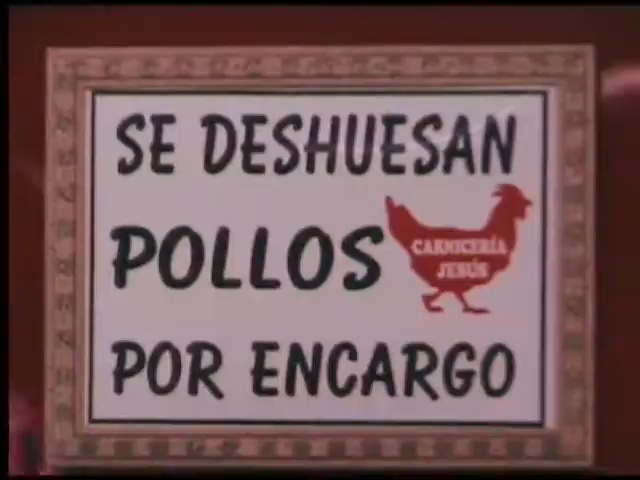 SE DESHUESAN
POLLOS
CARNICERÍA
JESÚS
POR ENCARGO